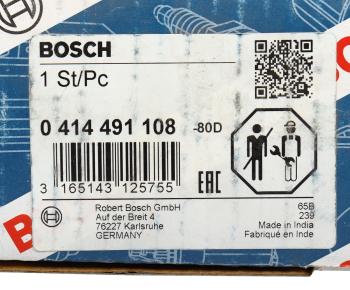 BOSCH
1 St/Pc
0 414 491 108 -80D
3 165143 125755
EAC
Robert Bosch GmbH
Auf der Breit 4
76227 Karlsruhe
GERMANY
65B
239
Made in India
Fabriqué en Inde